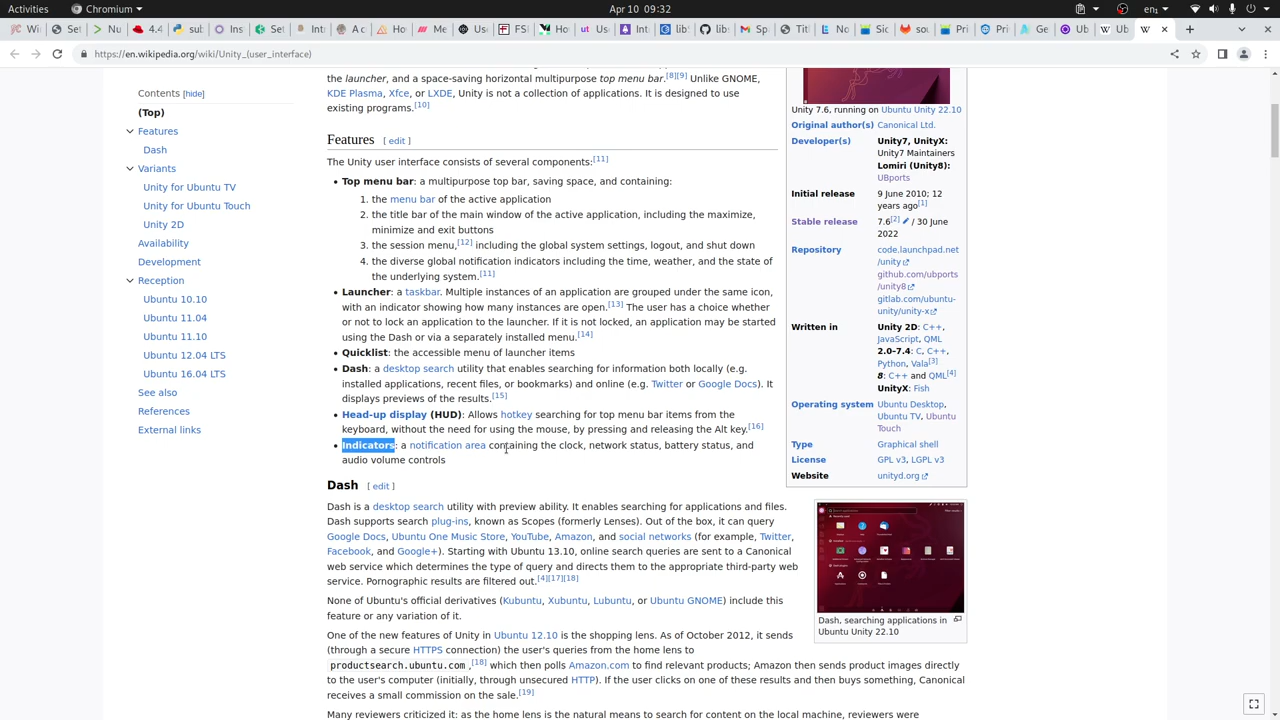 Activities
Chromium
Apr 10 09:32
en
Wi
Set
Nu
4.4
sut
Int
FSF
Ho
ut
Us
Int
lib
lib
No
Sic
No
Ge
Ub
W
W
https://en.wikipedia.org/wiki/Unity_(user_interface)
Contents [hide]
(Top)
Features
Dash
Variants
Unity for Ubuntu TV
Unity for Ubuntu Touch
Unity 2D
Availability
Development
Reception
Ubuntu 10.10
Ubuntu 11.04
Ubuntu 11.10
Ubuntu 12.04 LTS
Ubuntu 16.04 LTS
See also
References
External links
the launcher, and a space-saving horizontal multipurpose top menu bar.[8][9] Unlike GNOME,
KDE Plasma, Xfce, or LXDE, Unity is not a collection of applications. It is designed to use
existing programs.[10]
Features [ edit ]
The Unity user interface consists of several components:[11]
• Top menu bar: a multipurpose top bar, saving space, and containing:
1. the menu bar of the active application
2. the title bar of the main window of the active application, including the maximize,
minimize and exit buttons
3. the session menu,[12] including the global system settings, logout, and shut down
4. the diverse global notification indicators including the time, weather, and the state of
the underlying system.[11]
• Launcher: a taskbar. Multiple instances of an application are grouped under the same icon,
with an indicator showing how many instances are open.[13] The user has a choice whether
or not to lock an application to the launcher. If it is not locked, an application may be started
using the Dash or via a separately installed menu.[14]
• Quicklist: the accessible menu of launcher items
• Dash: a desktop search utility that enables searching for information both locally (e.g.
installed applications, recent files, or bookmarks) and online (e.g. Twitter or Google Docs). It
displays previews of the results.[15]
• Head-up display (HUD): Allows hotkey searching for top menu bar items from the
keyboard, without the need for using the mouse, by pressing and releasing the Alt key.[16]
• Indicators: a notification area containing the clock, network status, battery status, and
audio volume controls
Dash [ edit ]
Dash is a desktop search utility with preview ability. It enables searching for applications and files.
Dash supports search plug-ins, known as Scopes (formerly Lenses). Out of the box, it can query
Google Docs, Ubuntu One Music Store, YouTube, Amazon, and social networks (for example, Twitter,
Facebook, and Google+). Starting with Ubuntu 13.10, online search queries are sent to a Canonical
web service which determines the type of query and directs them to the appropriate third-party web
service. Pornographic results are filtered out.[4][17][18]
None of Ubuntu's official derivatives (Kubuntu, Xubuntu, Lubuntu, or Ubuntu GNOME) include this
feature or any variation of it.
One of the new features of Unity in Ubuntu 12.10 is the shopping lens. As of October 2012, it sends
(through a secure HTTPS connection) the user's queries from the home lens to
productsearch.ubuntu.com ,[18] which then polls Amazon.com to find relevant products; Amazon then sends product images directly
to the user's computer (initially, through unsecured HTTP). If the user clicks on one of these results and then buys something, Canonical
receives a small commission on the sale.[19]
Many reviewers criticized it: as the home lens is the natural means to search for content on the local machine, reviewers were
Unity 7.6, running on Ubuntu Unity 22.10
Original author(s) Canonical Ltd.
Developer(s) Unity7, UnityX:
Unity7 Maintainers
Lomiri (Unity8):
UBports
Initial release 9 June 2010; 12
years ago[1]
Stable release 7.6[2] / 30 June
2022
Repository code.launchpad.net
/unity
github.com/ubports
/unity8
gitlab.com/ubuntu-
unity/unity-x
Written in Unity 2D: C++,
JavaScript, QML
2.0–7.4: C, C++,
Python, Vala[3]
8: C++ and QML[4]
UnityX: Fish
Operating system Ubuntu Desktop,
Ubuntu TV, Ubuntu
Touch
Type Graphical shell
License GPL v3, LGPL v3
Website unityd.org
Dash, searching applications in
Ubuntu Unity 22.10